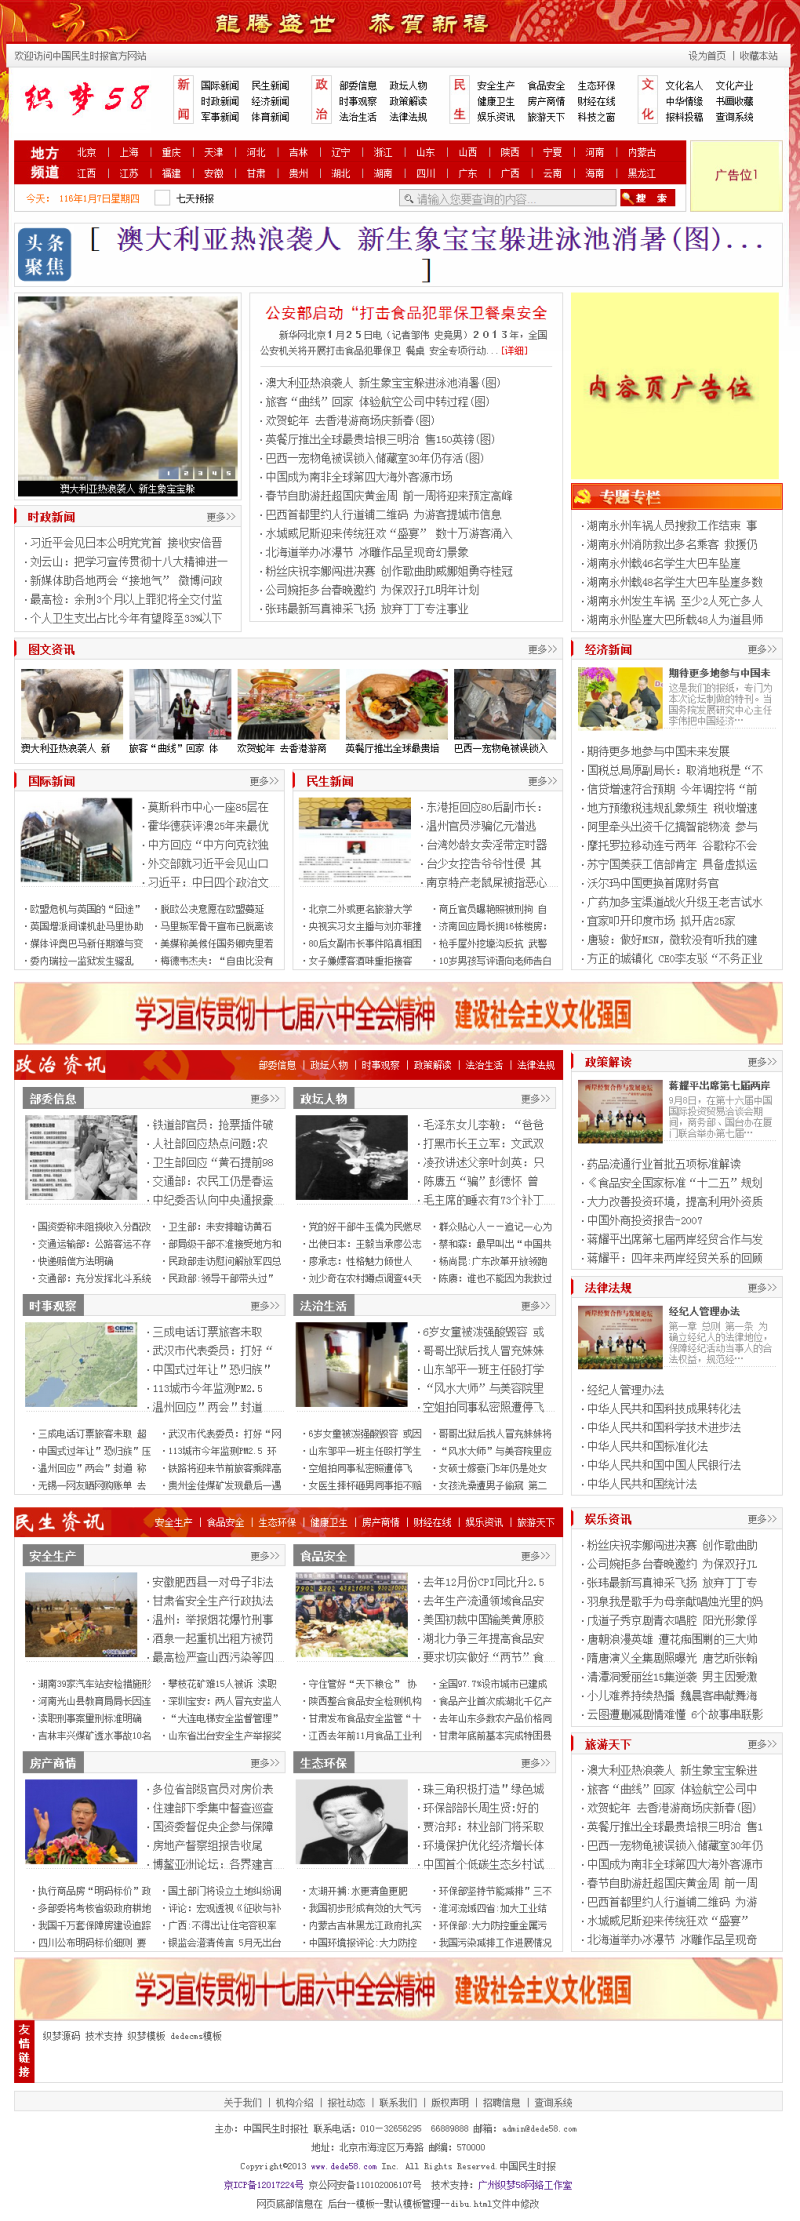 龍騰盛世 恭賀新禧
欢迎访问中国民生时报官方网站
设为首页 | 收藏本站
织梦58
新闻
国际新闻 民生新闻
时政新闻 经济新闻
军事新闻 体育新闻
政治
部委信息 政坛人物
时事观察 政策解读
法治生活 法律法规
民生
安全生产 食品安全 生态环保
健康卫生 房产商情 财经在线
娱乐资讯 旅游天下 科技之窗
文化
文化名人 文化产业
中华情缘 书画收藏
报料投稿 查询系统
地方频道
北京 | 上海 | 重庆 | 天津 | 河北 | 吉林 | 辽宁 | 浙江 | 山东 | 山西 | 陕西 | 宁夏 | 河南 | 内蒙古
江西 | 江苏 | 福建 | 安徽 | 甘肃 | 贵州 | 湖北 | 湖南 | 四川 | 广东 | 广西 | 云南 | 海南 | 黑龙江
广告位1
今天: 116年1月7日星期四
七天预报
请输入您要查询的内容...
搜 索
头条聚焦
[ 澳大利亚热浪袭人 新生象宝宝躲进泳池消暑(图)...
]
1 2 3 4 5
澳大利亚热浪袭人 新生象宝宝躲
公安部启动“打击食品犯罪保卫餐桌安全
新华网北京1月25日电（记者邹伟 史竞男）2013年，全国
公安机关将开展打击食品犯罪保卫 餐桌 安全专项行动...[详细]
· 澳大利亚热浪袭人 新生象宝宝躲进泳池消暑(图)
· 旅客“曲线”回家 体验航空公司中转过程(图)
· 欢贺蛇年 去香港游商场庆新春(图)
· 英餐厅推出全球最贵培根三明治 售150英镑(图)
· 巴西一宠物龟被误锁入储藏室30年仍存活(图)
· 中国成为南非全球第四大海外客源市场
· 春节自助游赶超国庆黄金周 前一周将迎来预定高峰
· 巴西首都里约人行道铺二维码 为游客提城市信息
· 水城威尼斯迎来传统狂欢“盛宴” 数十万游客涌入
· 北海道举办冰瀑节 冰雕作品呈现奇幻景象
· 粉丝庆祝李娜闯进决赛 创作歌曲助威娜姐勇夺桂冠
· 公司婉拒多台春晚邀约 为保双孖JL明年计划
· 张玮最新写真神采飞扬 放弃丁丁专注事业
内容页广告位
时政新闻 更多>>
· 习近平会见日本公明党党首 接收安倍晋
· 刘云山：把学习宣传贯彻十八大精神进一
· 新媒体助各地两会“接地气” 微博问政
· 最高检：余刑3个月以上罪犯将全交付监
· 个人卫生支出占比今年有望降至33%以下
专题专栏
· 湖南永州车祸人员搜救工作结束 事
· 湖南永州消防救出多名乘客 救援仍
· 湖南永州载46名学生大巴车坠崖
· 湖南永州载48名学生大巴车坠崖多数
· 湖南永州发生车祸 至少2人死亡多人
· 湖南永州坠崖大巴所载48人为道县师
图文资讯 更多>>
澳大利亚热浪袭人 新
旅客“曲线”回家 体
欢贺蛇年 去香港游商
英餐厅推出全球最贵培
巴西一宠物龟被误锁入
经济新闻 更多>>
期待更多地参与中国未
这是我们的报纸，专门为
本次论坛制做的特刊。当
国务院发展研究中心主任
李伟把中国经济…
· 期待更多地参与中国未来发展
· 国税总局原副局长：取消地税是“不
· 信贷增速符合预期 今年调控将“前
· 地方预缴税违规乱象频生 税收增速
· 阿里牵头出资千亿搞智能物流 参与
· 摩托罗拉移动连亏两年 谷歌称不会
· 苏宁国美获工信部肯定 具备虚拟运
· 沃尔玛中国更换首席财务官
· 广药加多宝渠道战火升级王老吉试水
· 宜家叩开印度市场 拟开店25家
· 唐骏：做好MSN，微软没有听我的建
· 方正的城镇化 CEO李友驳“不务正业
国际新闻 更多>>
· 莫斯科市中心一座85层在
· 霍华德获评澳25年来最优
· 中方回应“中方向克钦独
· 外交部就习近平会见山口
· 习近平：中日四个政治文
· 欧盟危机与英国的“囧途” · 脱欧公决意愿在欧盟蔓延
· 英国增派间谍机赴马里协助 · 马里叛军骨干宣布已脱离该
· 媒体评奥巴马新任期难与变 · 美媒称美候任国务卿克里若
· 委内瑞拉一监狱发生骚乱 · 梅德韦杰夫：“自由比没有
民生新闻 更多>>
· 东港拒回应80后副市长:
· 温州官员涉骗亿元潜逃
· 台湾妙龄女卖淫带定时器
· 台少女控告爷爷性侵 其
· 南京特产老鼠屎被指恶心
· 北京二外或更名旅游大学 · 商丘官员曝艳照被刑拘 自
· 央视实习女主播与刘亦菲撞 · 济南回应局长拥16栋楼房:
· 80后女副市长事件陷真相困 · 枪手屋外挖壕沟反抗 武警
· 女子嫌嫖客酒味重拒接客 · 10岁男孩写评语向老师告白
学习宣传贯彻十七届六中全会精神 建设社会主义文化强国
政治资讯
部委信息 | 政坛人物 | 时事观察 | 政策解读 | 法治生活 | 法律法规
部委信息 更多>>
· 铁道部官员：抢票插件破
· 人社部回应热点问题:农
· 卫生部回应“黄石提前98
· 交通部：农民工仍是春运
· 中纪委否认向中央通报豪
· 国资委称未阻挠收入分配改 · 卫生部：未安排瞻访黄石
· 交通运输部：公路客运不存 · 部局级干部不准接受地方和
· 快递赔偿方法明确 · 民政部走访慰问解放军四总
· 交通部：充分发挥北斗系统 · 民政部:领导干部带头过”
政坛人物 更多>>
· 毛泽东女儿李敏：“爸爸
· 打黑市长王立军：文武双
· 凌孜讲述父亲叶剑英：只
· 陈赓五“骗”彭德怀 曾
· 毛主席的睡衣有73个补丁
· 党的好干部牛玉儒为民燃尽 · 群众贴心人－－追记一心为
· 出使日本：王毅当承廖公志 · 蔡和森：最早叫出“中国共
· 廖承志：性格魅力倾世人 · 杨尚昆:广东改革开放领跑
· 刘少奇在农村蹲点调查44天 · 陈赓：谁也不能因为我救过
政策解读 更多>>
蒋耀平出席第七届两岸
9月8日，在第十六届中国
国际投资贸易洽谈会期
间，商务部、国台办在厦
门联合举办第七届…
· 药品流通行业首批五项标准解读
· 《食品安全国家标准“十二五”规划
· 大力改善投资环境，提高利用外资质
· 中国外商投资报告-2007
· 蒋耀平出席第七届两岸经贸合作与发
· 蒋耀平：四年来两岸经贸关系的回顾
时事观察 更多>>
· 三成电话订票旅客未取
· 武汉市代表委员：打好“
· 中国式过年让”恐归族”
· 113城市今年监测PM2.5
· 温州回应”两会”封道
· 三成电话订票旅客未取 超 · 武汉市代表委员：打好“网
· 中国式过年让”恐归族”压 · 113城市今年监测PM2.5 环
· 温州回应”两会”封道 称 · 铁路将迎来节前旅客乘降高
· 无锡一网友晒网购账单 去 · 贵州金佳煤矿发现最后一遇
法治生活 更多>>
· 6岁女童被泼强酸毁容 或
· 哥哥出狱后找人冒充妹妹
· 山东邹平一班主任殴打学
· “风水大师”与美容院里
· 空姐拍同事私密照遭停飞
· 6岁女童被泼强酸毁容 或因 · 哥哥出狱后找人冒充妹妹将
· 山东邹平一班主任殴打学生 · “风水大师”与美容院里应
· 空姐拍同事私密照遭停飞 · 女硕士嫁豪门5年仍是处女
· 女医生摔杯砸男同事拒不赔 · 女孩洗澡遭男子偷窥 第二
法律法规 更多>>
经纪人管理办法
第一章 总则 第一条 为
确立经纪人的法律地位，
保障经纪活动当事人的合
法权益，规范经…
· 经纪人管理办法
· 中华人民共和国科技成果转化法
· 中华人民共和国科学技术进步法
· 中华人民共和国标准化法
· 中华人民共和国中国人民银行法
· 中华人民共和国统计法
民生资讯
安全生产 | 食品安全 | 生态环保 | 健康卫生 | 房产商情 | 财经在线 | 娱乐资讯 | 旅游天下
安全生产 更多>>
· 安徽肥西县一对母子非法
· 甘肃省安全生产行政执法
· 温州：举报烟花爆竹刑事
· 酒泉一起重机出租方被罚
· 最高检严查山西污染等四
· 湖南39家汽车站安检措施形 · 攀枝花矿难15人被诉 渎职
· 河南光山县教育局局长因连 · 深圳宝安：两人冒充安监人
· 渎职刑事案量刑标准明确 · “大连电梯安全监督管理”
· 吉林丰兴煤矿透水事故10名 · 山东省出台安全生产举报奖
食品安全 更多>>
· 去年12月份CPI同比升2.5
· 去年生产流通领域食品安
· 美国初裁中国输美黄原胶
· 湖北力争三年提高食品安
· 要求切实做好“两节”食
· 守住管好“天下粮仓” 协 · 全国97.7%设市城市已建成
· 陕西整合食品安全检测机构 · 食品产业首次成湖北千亿产
· 甘肃发布食品安全监管“十 · 去年山东多数农产品价格同
· 江西去年前11月食品工业利 · 甘肃年底前基本完成特困县
娱乐资讯 更多>>
· 粉丝庆祝李娜闯进决赛 创作歌曲助
· 公司婉拒多台春晚邀约 为保双孖JL
· 张玮最新写真神采飞扬 放弃丁丁专
· 羽泉我是歌手为母亲献唱烛光里的妈
· 戊道子秀京剧青衣唱腔 阳光形象俘
· 唐朝浪漫英雄 遭花痴围剿的三大帅
· 隋唐演义全集剧照曝光 唐艺昕张翰
· 清潭洞爱丽丝15集逆袭 男主因爱激
· 小儿难养持续热播 魏晨客串献舞海
· 云图遭删减剧情难懂 6个故事串联影
房产商情 更多>>
· 多位省部级官员对房价表
· 住建部下季集中督查巡查
· 国资委督促央企参与保障
· 房地产督察组报告收尾
· 博鳌亚洲论坛：各界建言
· 执行商品房“明码标价”政 · 国土部门将设立土地纠纷调
· 多部委将考核省级政府耕地 · 评论：宏观透视《征收与补
· 我国千万套保障房建设追踪 · 广西:不得出让住宅容积率
· 四川公布明码标价细则 要 · 银监会澄清传言 5月无出台
生态环保 更多>>
· 珠三角积极打造”绿色城
· 环保部部长周生贤:好的
· 贾治邦：林业部门将采取
· 环境保护优化经济增长体
· 中国首个低碳生态乡村试
· 太湖开捕:水更清鱼更肥 · 环保部坚持节能减排”三不
· 我国初步形成有效的大气污 · 淮河流域四省:加大工业结
· 内蒙古吉林黑龙江政府扎实 · 环保部:大力防控重金属污
· 中国环境报评论:大力防控 · 我国污染减排工作进展情况
旅游天下 更多>>
· 澳大利亚热浪袭人 新生象宝宝躲进
· 旅客“曲线”回家 体验航空公司中
· 欢贺蛇年 去香港游商场庆新春(图)
· 英餐厅推出全球最贵培根三明治 售1
· 巴西一宠物龟被误锁入储藏室30年仍
· 中国成为南非全球第四大海外客源市
· 春节自助游赶超国庆黄金周 前一周
· 巴西首都里约人行道铺二维码 为游
· 水城威尼斯迎来传统狂欢“盛宴”
· 北海道举办冰瀑节 冰雕作品呈现奇
学习宣传贯彻十七届六中全会精神 建设社会主义文化强国
友情链接
织梦源码 技术支持 织梦模板 dedecms模板
关于我们 | 机构介绍 | 报社动态 | 联系我们 | 版权声明 | 招聘信息 | 查询系统
主办：中国民生时报社 联系电话：010-32656295 66889888 邮箱：admin@dede58.com
地址：北京市海淀区万寿路 邮编：570000
Copyright©2013 www.dede58.com Inc. All Rights Reserved 中国民生时报
京ICP备12017224号 京公网安备110102006107号 技术支持：广州织梦58网络工作室
网页底部信息在 后台--模板--默认模板管理--dibu.html文件中修改